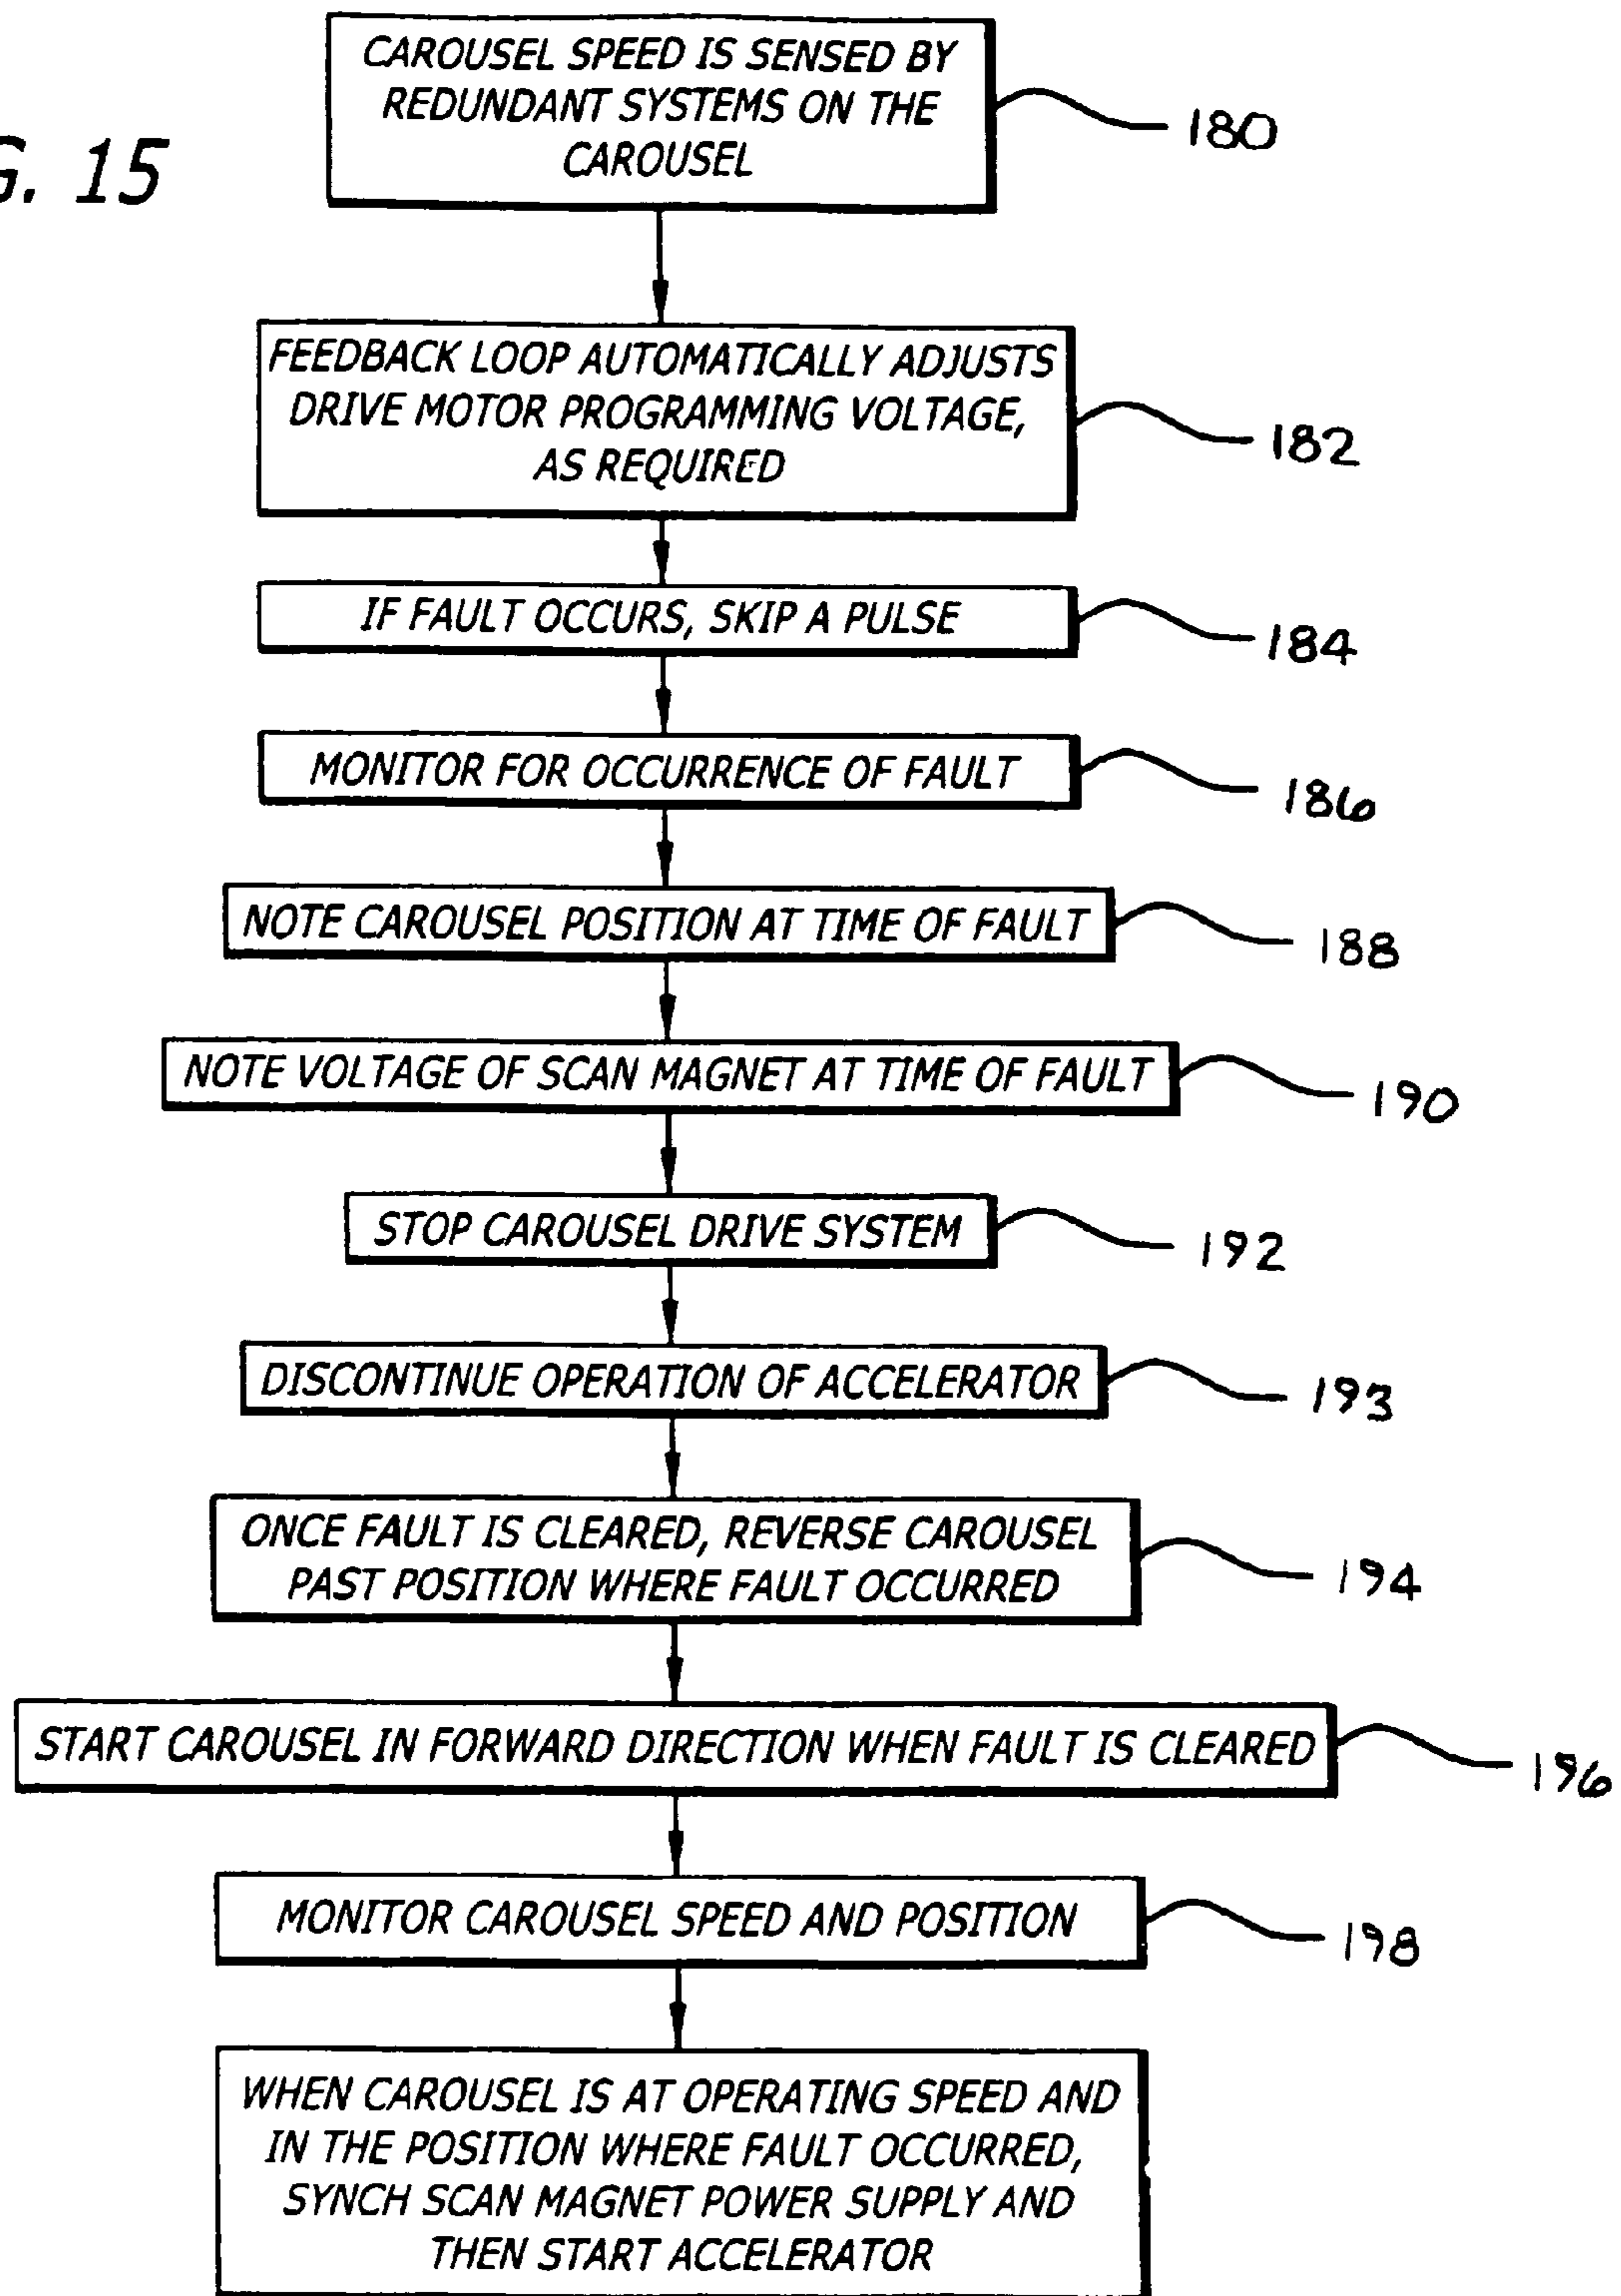 G. 15
CAROUSEL SPEED IS SENSED BY
REDUNDANT SYSTEMS ON THE
CAROUSEL
180
FEEDBACK LOOP AUTOMATICALLY ADJUSTS
DRIVE MOTOR PROGRAMMING VOLTAGE,
AS REQUIRED
182
IF FAULT OCCURS, SKIP A PULSE
184
MONITOR FOR OCCURRENCE OF FAULT
186
NOTE CAROUSEL POSITION AT TIME OF FAULT
188
NOTE VOLTAGE OF SCAN MAGNET AT TIME OF FAULT
190
STOP CAROUSEL DRIVE SYSTEM
192
DISCONTINUE OPERATION OF ACCELERATOR
193
ONCE FAULT IS CLEARED, REVERSE CAROUSEL
PAST POSITION WHERE FAULT OCCURRED
194
START CAROUSEL IN FORWARD DIRECTION WHEN FAULT IS CLEARED
196
MONITOR CAROUSEL SPEED AND POSITION
198
WHEN CAROUSEL IS AT OPERATING SPEED AND
IN THE POSITION WHERE FAULT OCCURRED,
SYNCH SCAN MAGNET POWER SUPPLY AND
THEN START ACCELERATOR